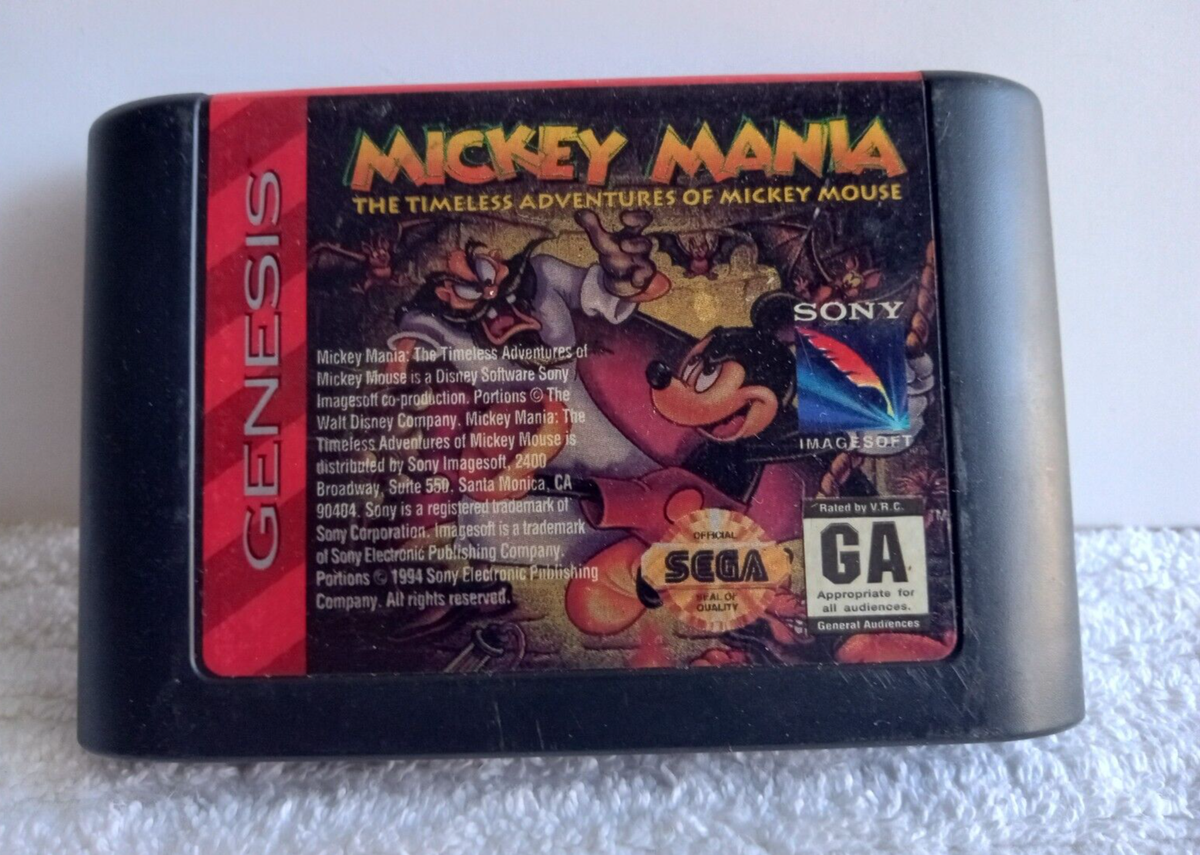 GENESIS
MICKEY MANIA
THE TIMELESS ADVENTURES OF MICKEY MOUSE
Mickey Mania: The Timeless Adventures of
Mickey Mouse is a Disney Software Sony
Imagesoft co-production. Portions © The
Walt Disney Company. Mickey Mania: The
Timeless Adventures of Mickey Mouse is
distributed by Sony Imagesoft, 2400
Broadway, Suite 550. Santa Monica, CA
90404. Sony is a registered trademark of
Sony Corporation. Imagesoft is a trademark
of Sony Electronic Publishing Company.
Portions © 1994 Sony Electronic Publishing
Company. All rights reserved.
SONY
IMAGESOFT
OFFICIAL
SEGA
SEAL OF
QUALITY
Rated by V.R.C.
GA
Appropriate for
all audiences.
General Audiences
TM